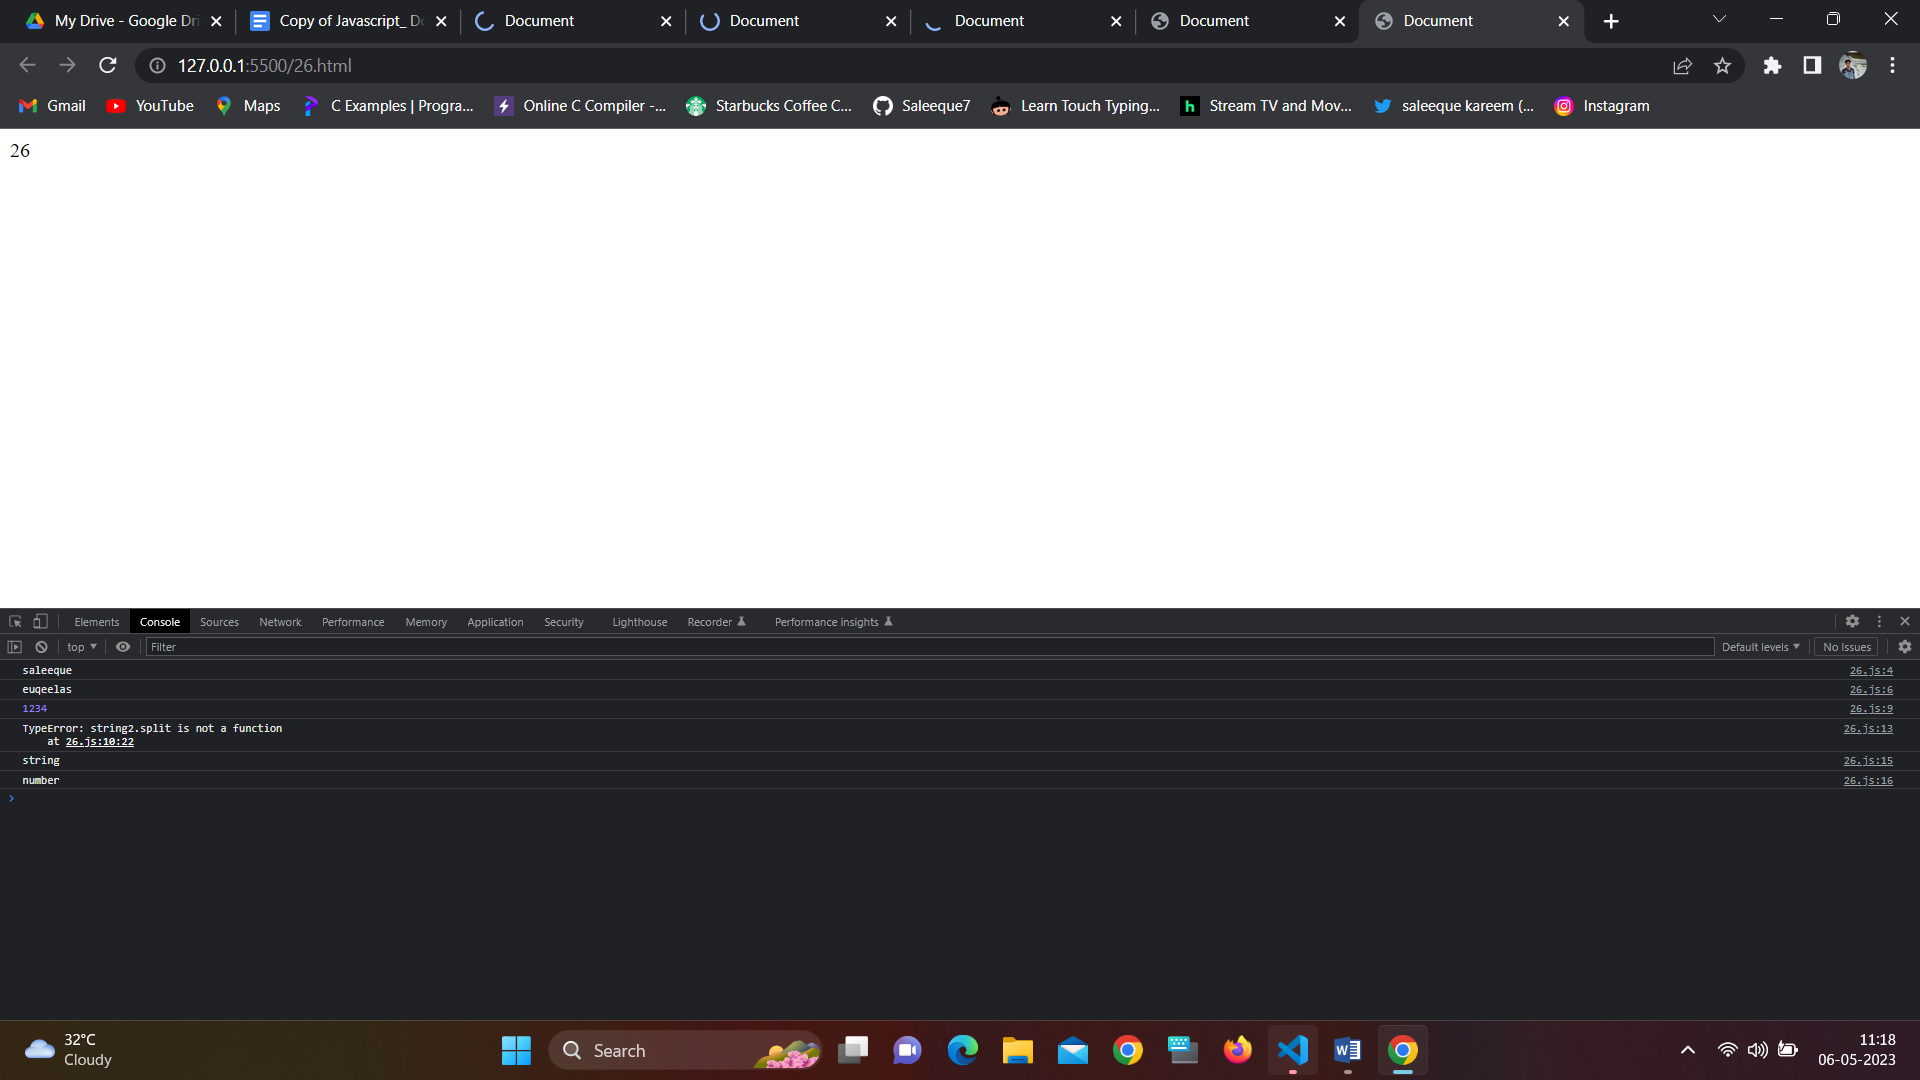 My Drive - Google Dri
Copy of Javascript_ Do
Document
Document
Document
Document
Document
127.0.0.1:5500/26.html
Gmail
YouTube
Maps
C Examples | Progra...
Online C Compiler -...
Starbucks Coffee C...
Saleeque7
Learn Touch Typing...
h
Stream TV and Mov...
saleeque kareem (...
Instagram
26
Elements
Console
Sources
Network
Performance
Memory
Application
Security
Lighthouse
Recorder
Performance insights
top
Filter
Default levels
No Issues
saleeque 26.js:4
euqeelas 26.js:6
1234 26.js:9
TypeError: string2.split is not a function 26.js:13
at 26.js:10:22
string 26.js:15
number 26.js:16
32°C
Cloudy
Search
W
11:18
06-05-2023